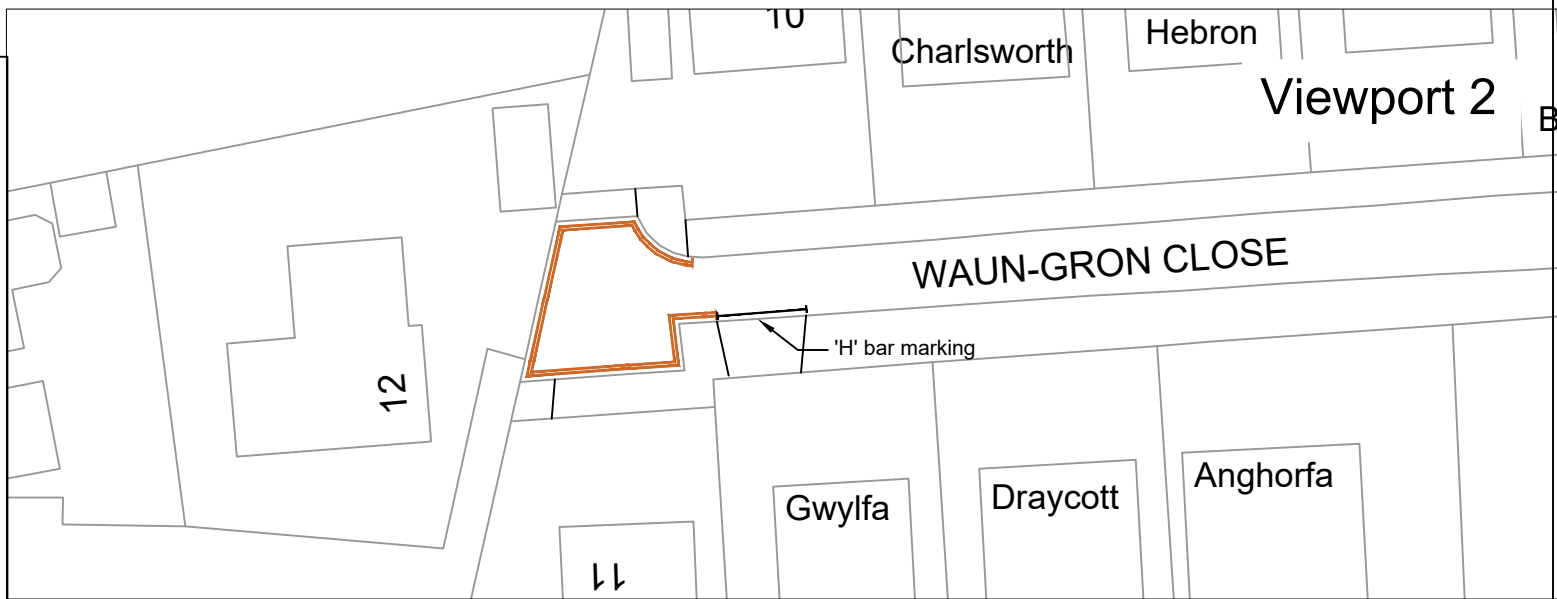 10
Charlsworth
Hebron
Viewport 2
B
WAUN-GRON CLOSE
'H' bar marking
12
Gwylfa
Draycott
Anghorfa
11